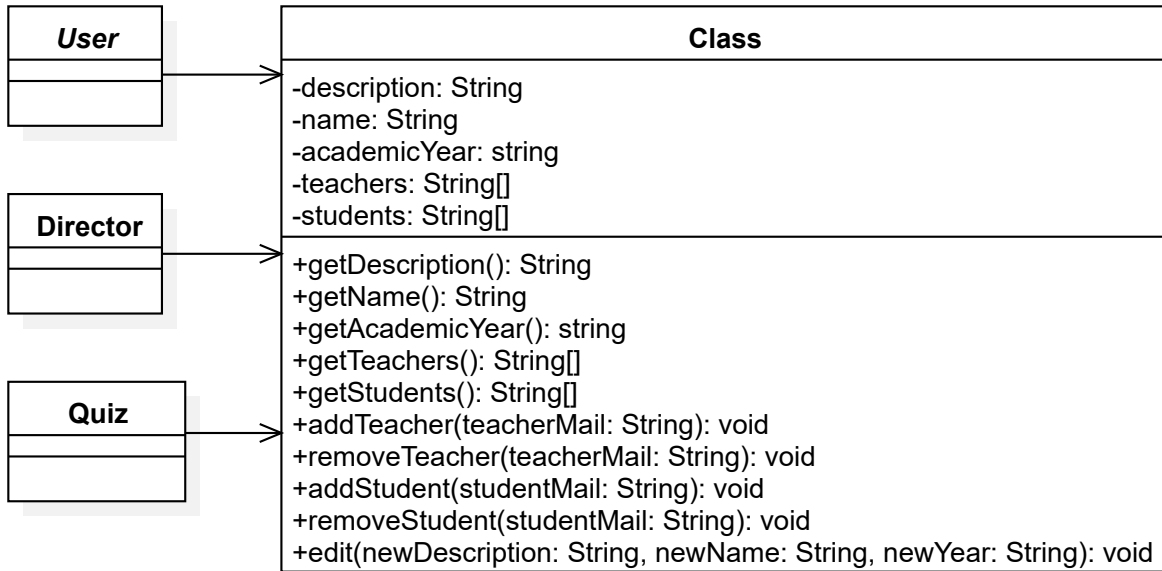 User
Director
Quiz
Class
-description: String
-name: String
-academicYear: string
-teachers: String[]
-students: String[]
+getDescription(): String
+getName(): String
+getAcademicYear(): string
+getTeachers(): String[]
+getStudents(): String[]
+addTeacher(teacherMail: String): void
+removeTeacher(teacherMail: String): void
+addStudent(studentMail: String): void
+removeStudent(studentMail: String): void
+edit(newDescription: String, newName: String, newYear: String): void